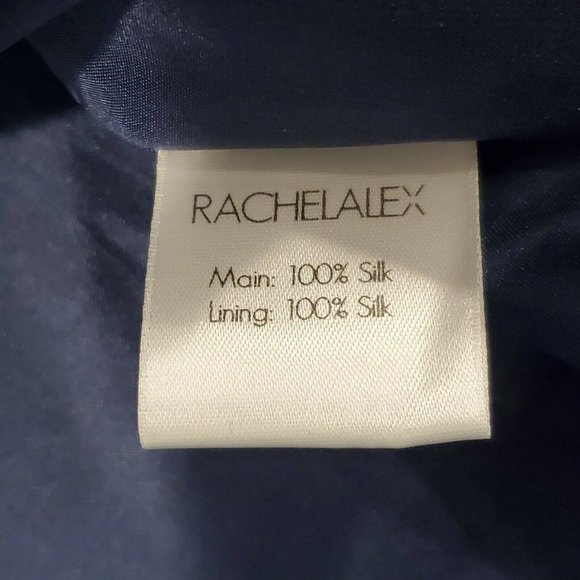 RACHELALEX
Main: 100% Silk
Lining: 100% Silk